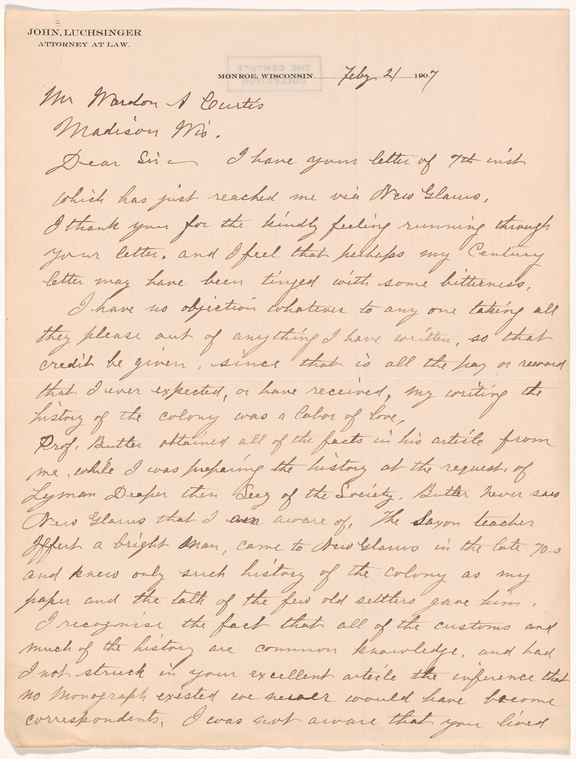 JOHN, LUCHSINGER
ATTORNEY AT LAW.
THE CENTURY
COLLECTION
MONROE, WISCONSIN Feby 21 1907
Mr Wardon A Curtis
Madison Wis.
Dear Sir - I have your letter of 7th inst
which has just reached me via New Glarus,
I thank you for the kindly feeling running through
your letter, and I feel that perhaps my Century
letter may have been tinged with some bitterness,
I have no objection whatever to any one taking all
they please out of anything I have written, so that
credit be given, since that is all the pay or reward
that I ever expected, or have received, my writing the
history of the colony was a labor of love,
Prof. Butler obtained all of the facts in his article from
me, while I was preparing the history at the request of
Lyman Draper then Secy of the Society. Butler never saw
New Glarus that I am aware of, The Saxon teacher
a bright man, came to New Glarus in the late 70-s
and knew only such history of the colony as my
paper and the talk of the few old settlers gave him.
I recognise the fact that all of the customs and
much of the history are common knowledge, and had
I not struck in your excellent article the inference that
no Monograph existed we never would have become
correspondents, I was not aware that you lived